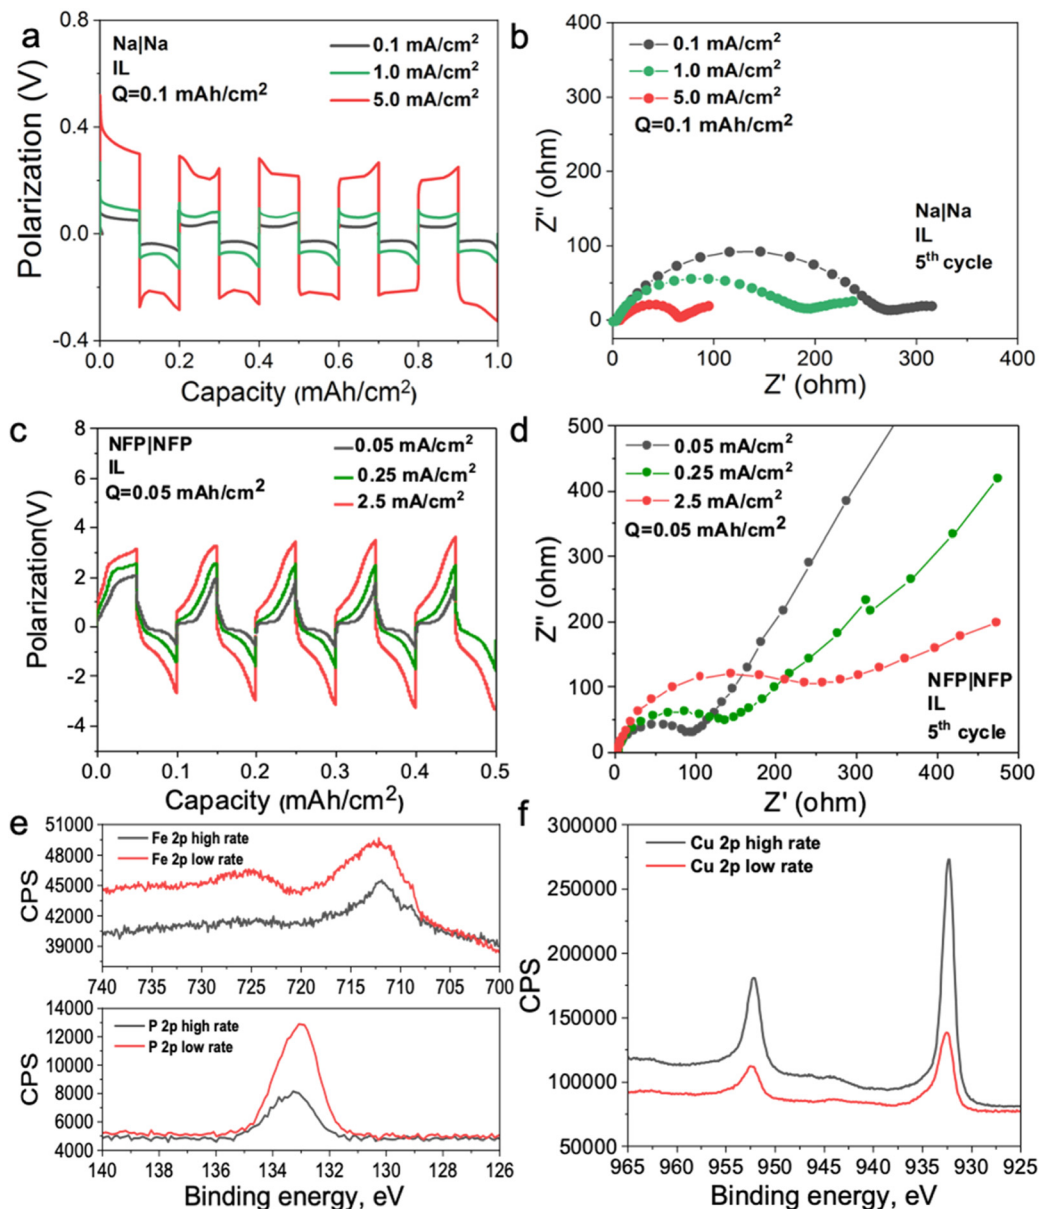 a
0.8
0.4
0.0
-0.4
Polarization (V)
Na|Na
IL
Q=0.1 mAh/cm²
0.1 mA/cm²
1.0 mA/cm²
5.0 mA/cm²
0.0 0.2 0.4 0.6 0.8 1.0
Capacity (mAh/cm²)
b
400
300
200
100
0
Z'' (ohm)
0.1 mA/cm²
1.0 mA/cm²
5.0 mA/cm²
Q=0.1 mAh/cm²
Na|Na
IL
5th cycle
0 100 200 300 400
Z' (ohm)
c
8
6
4
2
0
-2
-4
Polarization(V)
NFP|NFP
IL
Q=0.05 mAh/cm²
0.05 mA/cm²
0.25 mA/cm²
2.5 mA/cm²
0.0 0.1 0.2 0.3 0.4 0.5
Capacity (mAh/cm²)
d
500
400
300
200
100
0
Z'' (ohm)
0.05 mA/cm²
0.25 mA/cm²
2.5 mA/cm²
Q=0.05 mAh/cm²
NFP|NFP
IL
5th cycle
0 100 200 300 400 500
Z' (ohm)
e
51000
48000
45000
42000
39000
CPS
Fe 2p high rate
Fe 2p low rate
740 735 730 725 720 715 710 705 700
14000
12000
10000
8000
6000
4000
CPS
P 2p high rate
P 2p low rate
140 138 136 134 132 130 128 126
Binding energy, eV
f
300000
250000
200000
150000
100000
50000
CPS
Cu 2p high rate
Cu 2p low rate
965 960 955 950 945 940 935 930 925
Binding energy, eV